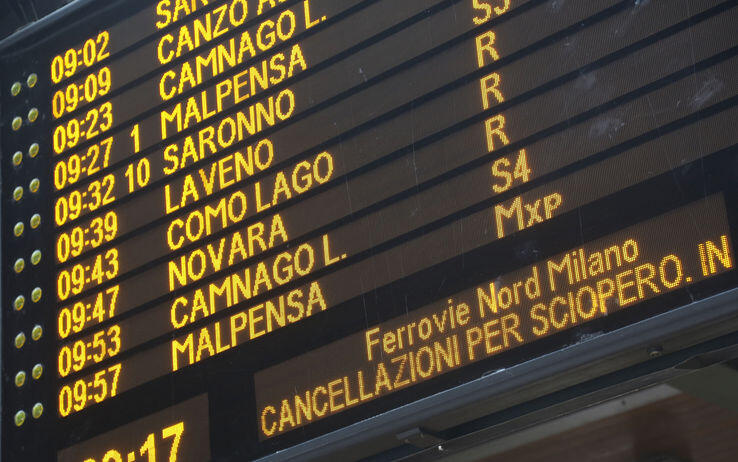 09:02
09:09 CANZO
09:23 CAMNAGO L.
09:27 1 MALPENSA
09:32 10 SARONNO S3
09:39 LAVENO R
09:43 COMO LAGO R
09:47 NOVARA R
09:53 CAMNAGO L. S4
09:57 MALPENSA Mxp
Ferrovie Nord Milano
CANCELLAZIONI PER SCIOPERO. IN
09:17